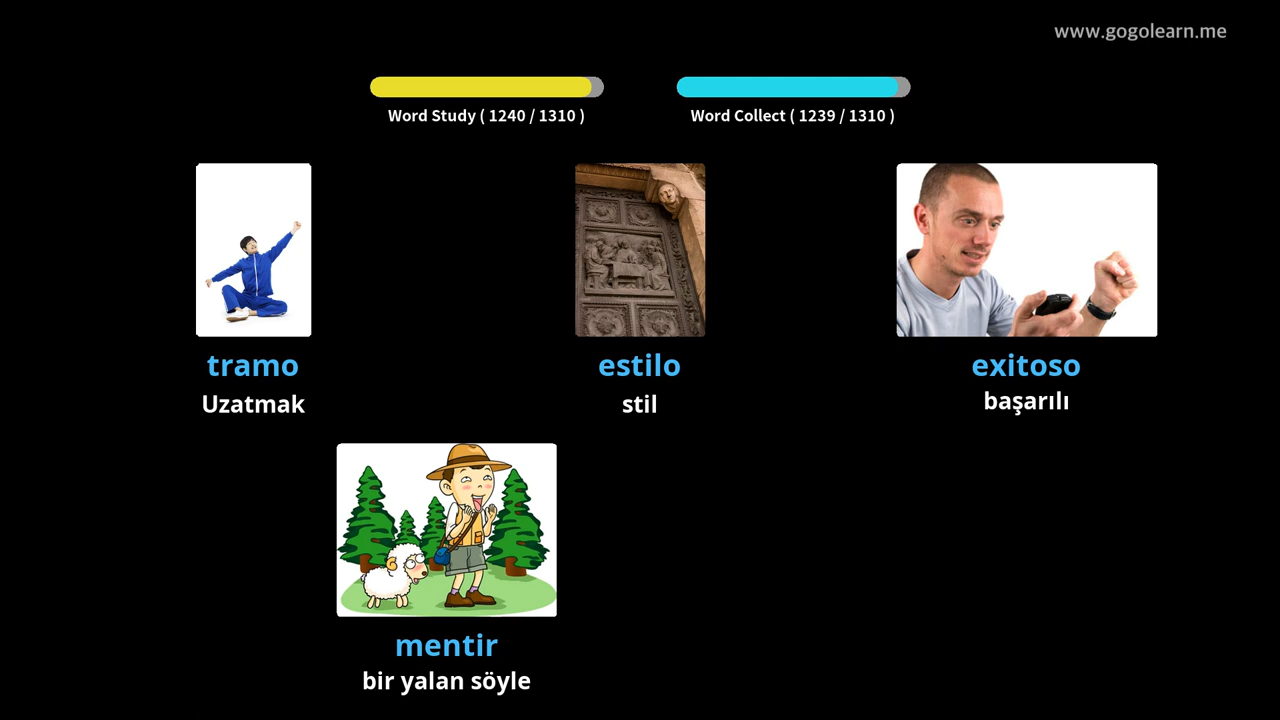 www.gogolearn.me
Word Study ( 1240 / 1310 )
Word Collect ( 1239 / 1310 )
tramo
Uzatmak
estilo
stil
exitoso
başarılı
mentir
bir yalan söyle